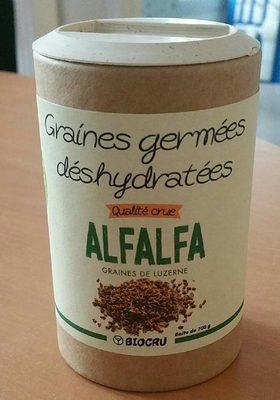 Graines germées
déshydratées
Qualité crue
ALFALFA
GRAINES DE LUZERNE
BIOCRU
Boîte de 100 g